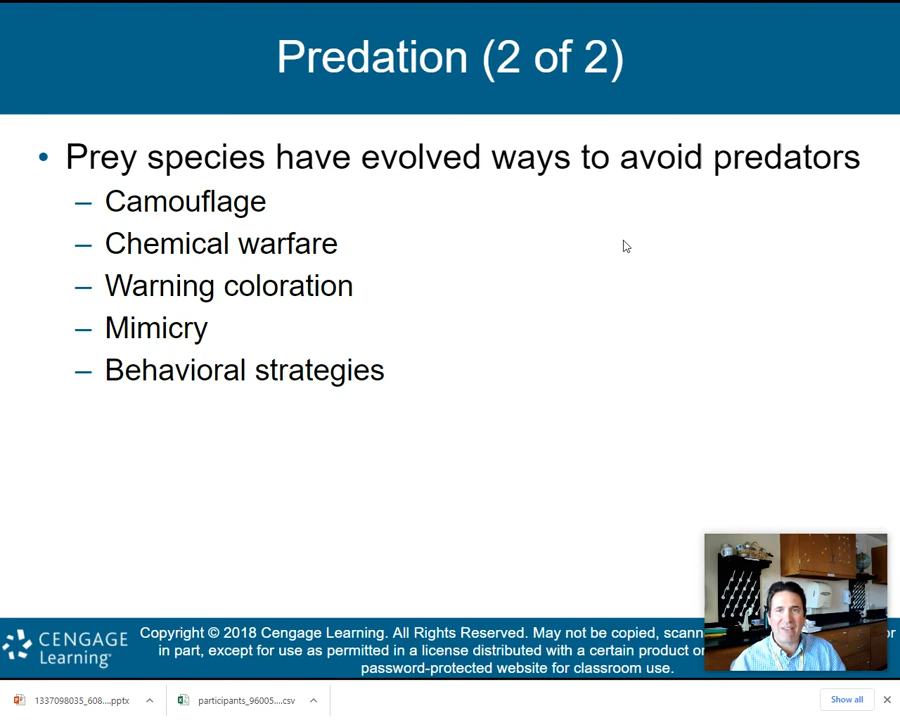 Predation (2 of 2)
• Prey species have evolved ways to avoid predators
– Camouflage
– Chemical warfare
– Warning coloration
– Mimicry
– Behavioral strategies
CENGAGE
Learning
Copyright © 2018 Cengage Learning. All Rights Reserved. May not be copied, scann
or
in part, except for use as permitted in a license distributed with a certain product or
password-protected website for classroom use.
1337098035_608....pptx
participants_96005....csv
Show all